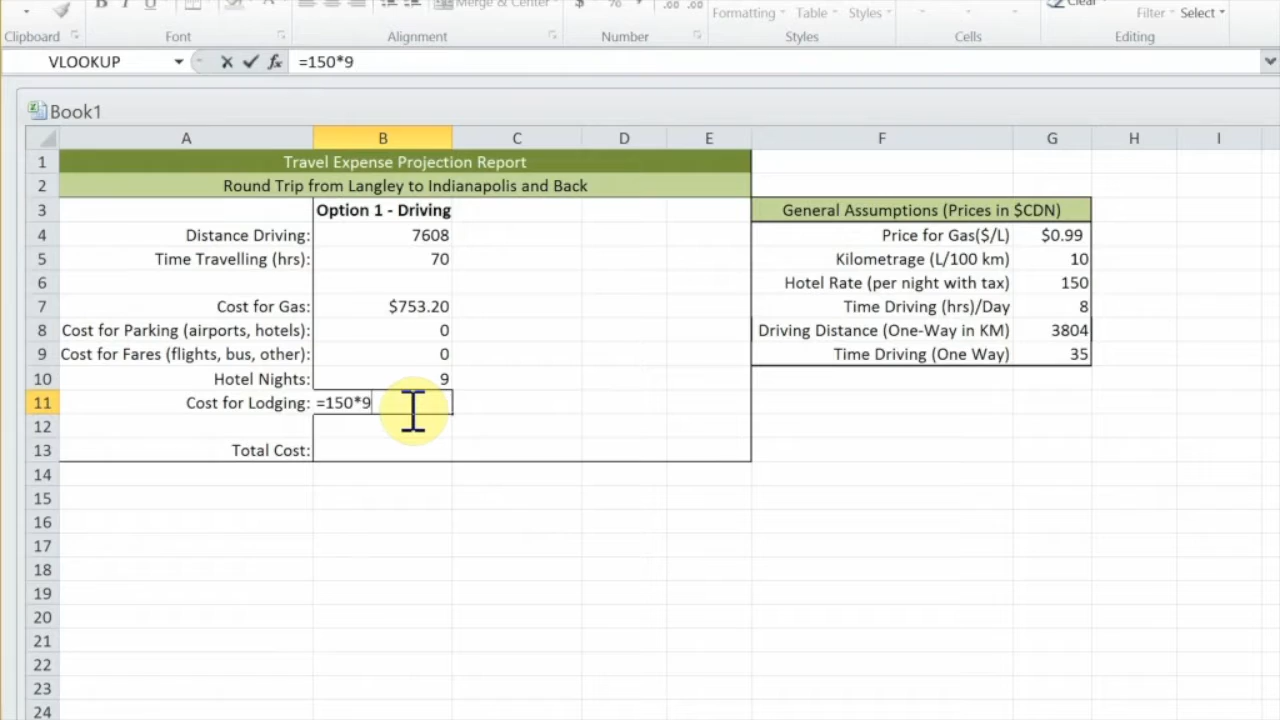 B I U Merge & Center $ % .00 .00 Formatting Table Styles Clear Filter Select
Clipboard Font Alignment Number Styles Cells Editing
VLOOKUP fx =150*9
Book1
A B C D E F G H I
1 Travel Expense Projection Report
2 Round Trip from Langley to Indianapolis and Back
3 Option 1 - Driving General Assumptions (Prices in $CDN)
4 Distance Driving: 7608 Price for Gas($/L) $0.99
5 Time Travelling (hrs): 70 Kilometrage (L/100 km) 10
6 Hotel Rate (per night with tax) 150
7 Cost for Gas: $753.20 Time Driving (hrs)/Day 8
8 Cost for Parking (airports, hotels): 0 Driving Distance (One-Way in KM) 3804
9 Cost for Fares (flights, bus, other): 0 Time Driving (One Way) 35
10 Hotel Nights: 9
11 Cost for Lodging: =150*9
12
13 Total Cost:
14
15
16
17
18
19
20
21
22
23
24